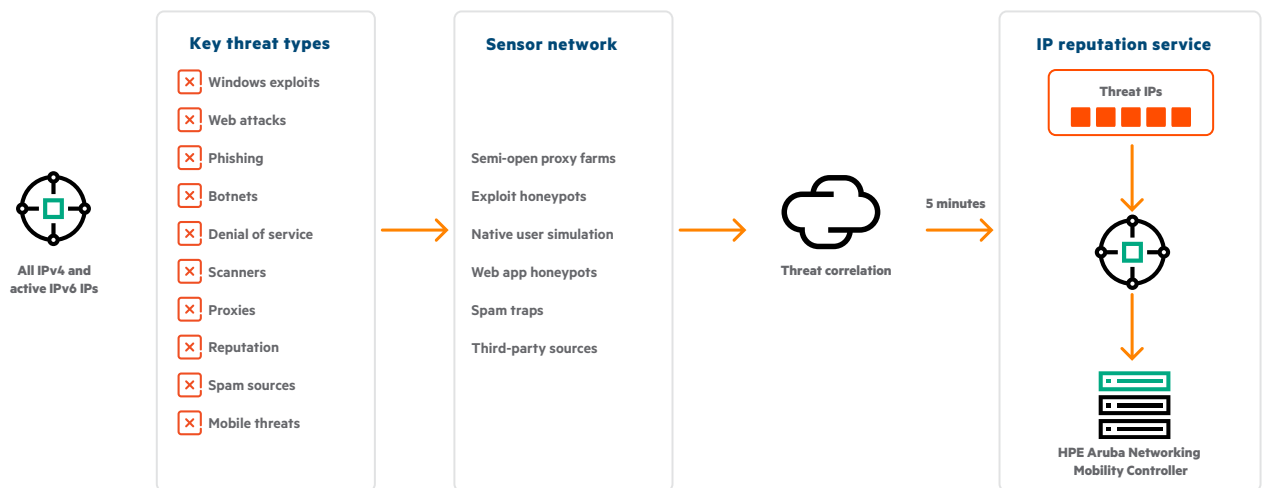 All IPv4 and
active IPv6 IPs
Key threat types
Windows exploits
Web attacks
Phishing
Botnets
Denial of service
Scanners
Proxies
Reputation
Spam sources
Mobile threats
Sensor network
Semi-open proxy farms
Exploit honeypots
Native user simulation
Web app honeypots
Spam traps
Third-party sources
Threat correlation
5 minutes
IP reputation service
Threat IPs
HPE Aruba Networking
Mobility Controller